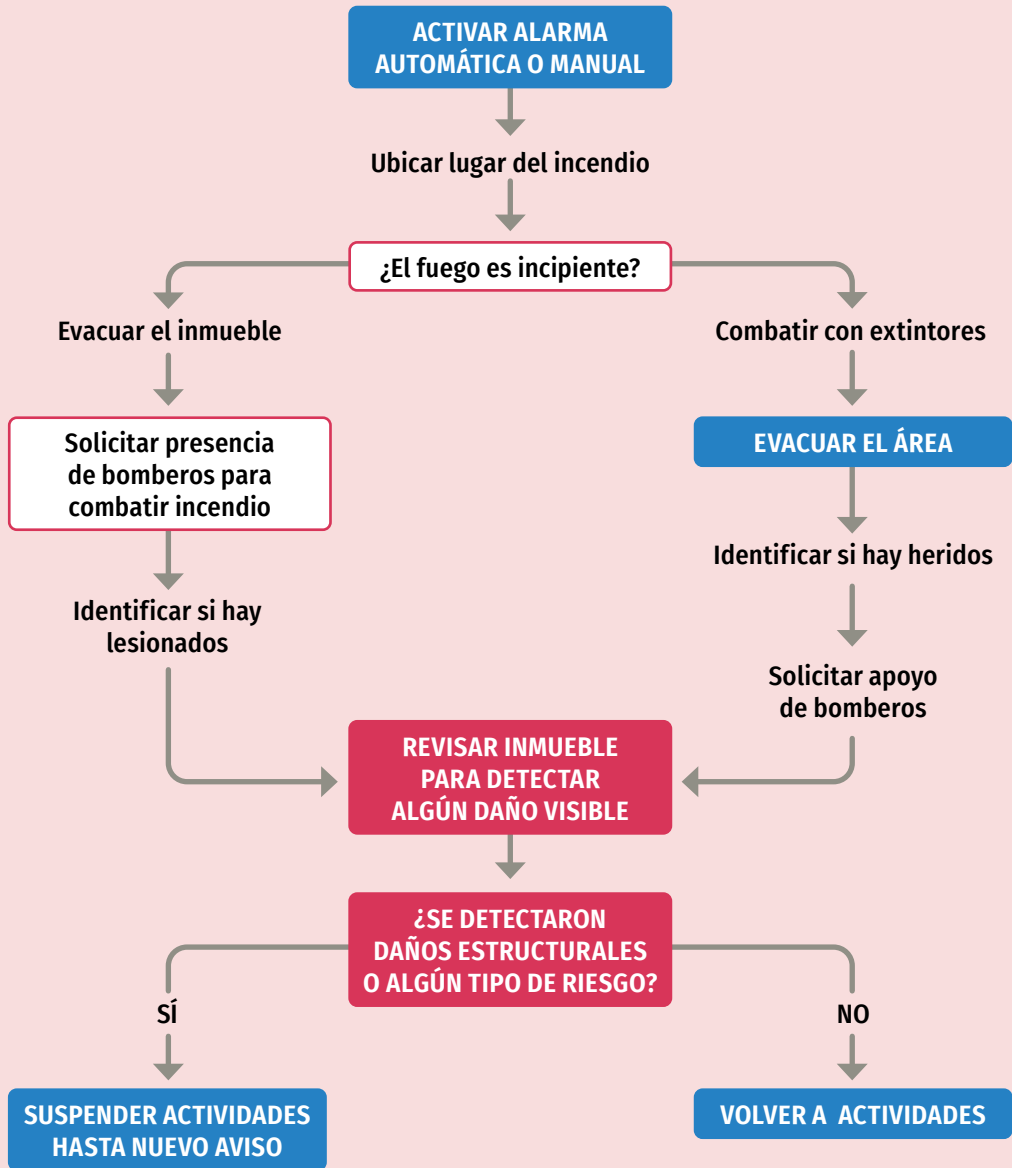 ACTIVAR ALARMA
AUTOMÁTICA O MANUAL
Ubicar lugar del incendio
¿El fuego es incipiente?
Evacuar el inmueble
Combatir con extintores
Solicitar presencia
de bomberos para
combatir incendio
EVACUAR EL ÁREA
Identificar si hay heridos
Identificar si hay
lesionados
Solicitar apoyo
de bomberos
REVISAR INMUEBLE
PARA DETECTAR
ALGÚN DAÑO VISIBLE
¿SE DETECTARON
DAÑOS ESTRUCTURALES
O ALGÚN TIPO DE RIESGO?
SÍ
NO
SUSPENDER ACTIVIDADES
HASTA NUEVO AVISO
VOLVER A ACTIVIDADES